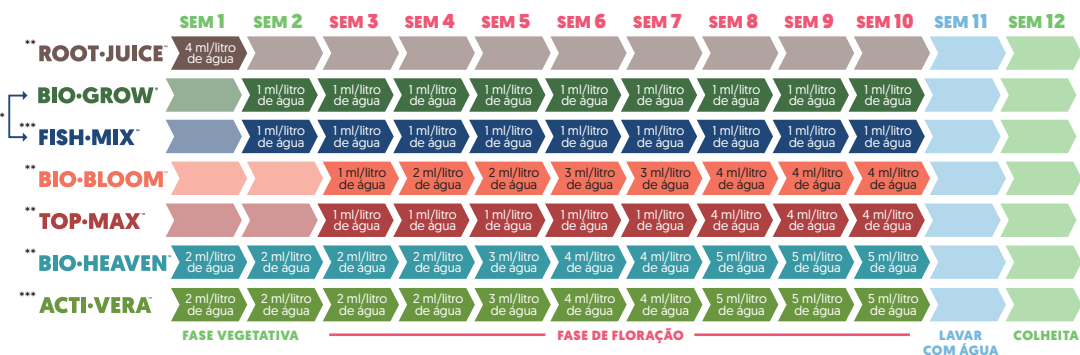 SEM 1 SEM 2 SEM 3 SEM 4 SEM 5 SEM 6 SEM 7 SEM 8 SEM 9 SEM 10 SEM 11 SEM 12
** ROOT·JUICE™ 4 ml/litro de água
BIO·GROW® 1 ml/litro de água 1 ml/litro de água 1 ml/litro de água 1 ml/litro de água 1 ml/litro de água 1 ml/litro de água 1 ml/litro de água 1 ml/litro de água 1 ml/litro de água
*
*** FISH·MIX™ 1 ml/litro de água 1 ml/litro de água 1 ml/litro de água 1 ml/litro de água 1 ml/litro de água 1 ml/litro de água 1 ml/litro de água 1 ml/litro de água 1 ml/litro de água
** BIO·BLOOM™ 1 ml/litro de água 2 ml/litro de água 2 ml/litro de água 3 ml/litro de água 3 ml/litro de água 4 ml/litro de água 4 ml/litro de água 4 ml/litro de água
** TOP·MAX™ 1 ml/litro de água 1 ml/litro de água 1 ml/litro de água 1 ml/litro de água 1 ml/litro de água 4 ml/litro de água 4 ml/litro de água 4 ml/litro de água
** BIO·HEAVEN™ 2 ml/litro de água 2 ml/litro de água 2 ml/litro de água 2 ml/litro de água 3 ml/litro de água 4 ml/litro de água 4 ml/litro de água 5 ml/litro de água 5 ml/litro de água 5 ml/litro de água
*** ACTI·VERA™ 2 ml/litro de água 2 ml/litro de água 2 ml/litro de água 2 ml/litro de água 3 ml/litro de água 4 ml/litro de água 4 ml/litro de água 5 ml/litro de água 5 ml/litro de água 5 ml/litro de água
FASE VEGETATIVA FASE DE FLORAÇÃO LAVAR COM ÁGUA COLHEITA